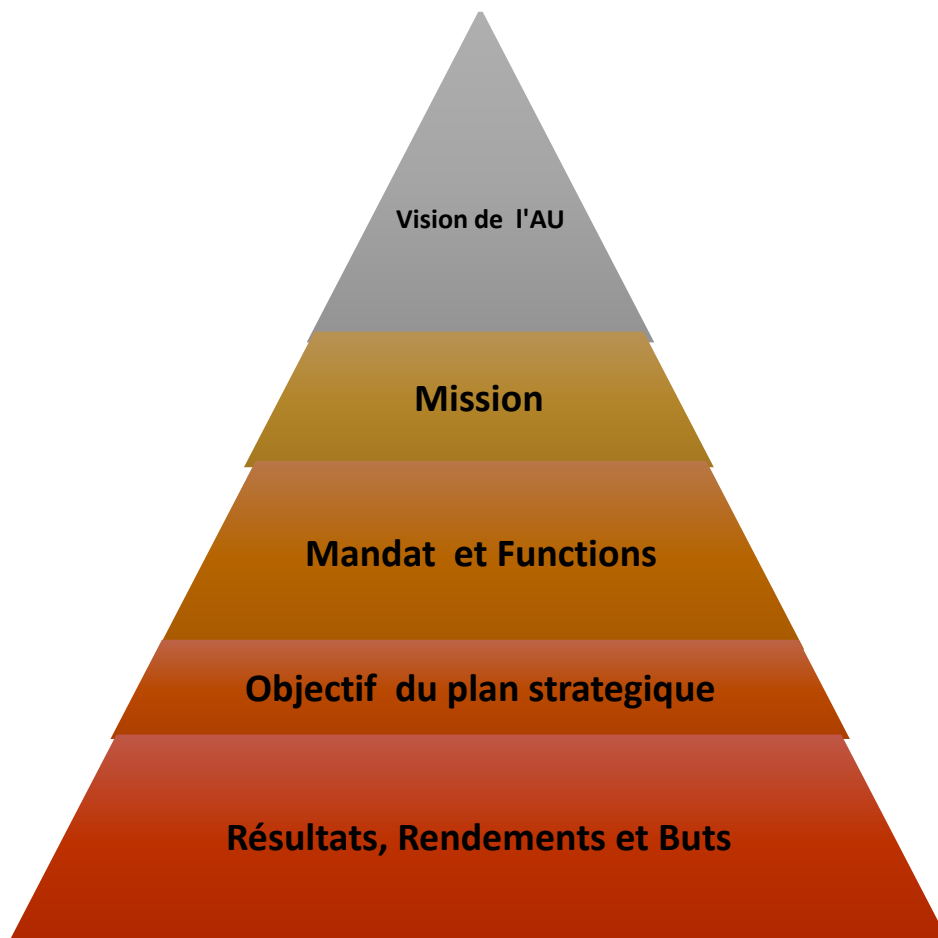 Vision de l'AU
Mission
Mandat et Functions
Objectif du plan strategique
Résultats, Rendements et Buts